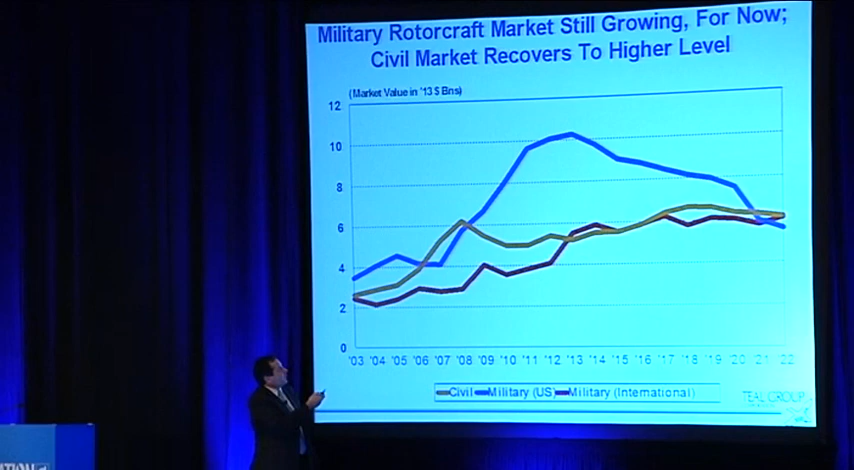 Military Rotorcraft Market Still Growing, For Now;
Civil Market Recovers To Higher Level
(Market Value in '13 $ Bns)
12
10
8
6
4
2
0
'03 '04 '05 '06 '07 '08 '09 '10 '11 '12 '13 '14 '15 '16 '17 '18 '19 '20 '21 '22
Civil Military (US) Military (International)
TEAL GROUP